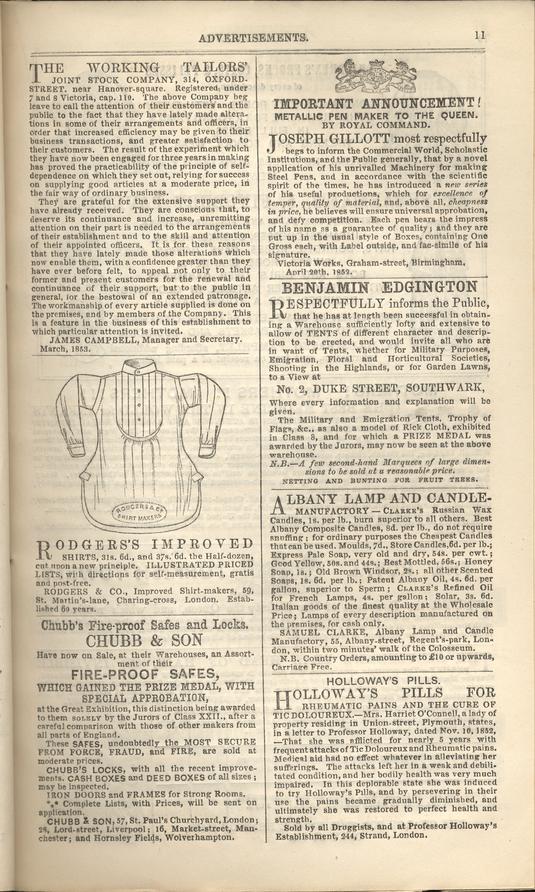 ADVERTISEMENTS. 11
THE WORKING TAILORS'
JOINT STOCK COMPANY, 314, OXFORD-
STREET, near Hanover-square. Registered under
7 and 8 Victoria, cap. 110. The above Company beg
leave to call the attention of their customers and the
public to the fact that they have lately made altera-
tions in some of their arrangements and officers, in
order that increased efficiency may be given to their
business transactions, and greater satisfaction to
their customers. The result of the experiment which
they have now been engaged for three years in making
has proved the practicability of the principle of self-
dependence on which they set out, relying for success
on supplying good articles at a moderate price, in
the fair way of ordinary business.
They are grateful for the extensive support they
have already received. They are conscious that, to
deserve its continuance and increase, unremitting
attention on their part is needed to the arrangements
of their establishment and to the skill and attention
of their appointed officers. It is for these reasons
that they have lately made those alterations which
now enable them, with a confidence greater than they
have ever before felt, to appeal not only to their
former and present customers for the renewal and
continuance of their support, but to the public in
general, for the bestowal of an extended patronage.
The workmanship of every article supplied is done on
the premises, and by members of the Company. This
is a feature in the business of this establishment to
which particular attention is invited.
JAMES CAMPBELL, Manager and Secretary.
March, 1853.
RODGERS & CO
SHIRT MAKERS
RODGERS'S IMPROVED
SHIRTS, 31s. 6d., and 37s. 6d. the Half-dozen,
cut upon a new principle. ILLUSTRATED PRICED
LISTS, with directions for self-measurement, gratis
and post-free.
RODGERS & CO., Improved Shirt-makers, 59,
St. Martin's-lane, Charing-cross, London. Estab-
lished 60 years.
Chubb's Fire-proof Safes and Locks.
CHUBB & SON
Have now on Sale, at their Warehouses, an Assort-
ment of their
FIRE-PROOF SAFES,
WHICH GAINED THE PRIZE MEDAL, WITH
SPECIAL APPROBATION,
at the Great Exhibition, this distinction being awarded
to them SOLELY by the Jurors of Class XXII., after a
careful comparison with those of other makers from
all parts of England.
These SAFES, undoubtedly the MOST SECURE
FROM FORCE, FRAUD, and FIRE, are sold at
moderate prices.
CHUBB'S LOCKS, with all the recent improve-
ments. CASH BOXES and DEED BOXES of all sizes;
may be inspected.
IRON DOORS and FRAMES for Strong Rooms.
*** Complete Lists, with Prices, will be sent on
application.
CHUBB & SON; 57, St. Paul's Churchyard, London;
28, Lord-street, Liverpool; 16, Market-street, Man-
chester; and Hornsley Fields, Wolverhampton.
IMPORTANT ANNOUNCEMENT!
METALLIC PEN MAKER TO THE QUEEN.
BY ROYAL COMMAND.
JOSEPH GILLOTT most respectfully
begs to inform the Commercial World, Scholastic
Institutions, and the Public generally, that by a novel
application of his unrivalled Machinery for making
Steel Pens, and in accordance with the scientific
spirit of the times, he has introduced a new series
of his useful productions, which for excellence of
temper, quality of material, and, above all, cheapness
in price, he believes will ensure universal approbation,
and defy competition. Each pen bears the impress
of his name as a guarantee of quality; and they are
put up in the usual style of Boxes, containing One
Gross each, with Label outside, and fac-simile of his
signature.
Victoria Works, Graham-street, Birmingham,
April 20th, 1852.
BENJAMIN EDGINGTON
RESPECTFULLY informs the Public,
that he has at length been successful in obtain-
ing a Warehouse sufficiently lofty and extensive to
allow of TENTS of different character and descrip-
tion to be erected, and would invite all who are
in want of Tents, whether for Military Purposes,
Emigration, Floral and Horticultural Societies,
Shooting in the Highlands, or for Garden Lawns,
to a View at
No. 2, DUKE STREET, SOUTHWARK,
Where every information and explanation will be
given.
The Military and Emigration Tents, Trophy of
Flags, &c., as also a model of Rick Cloth, exhibited
in Class 8, and for which a PRIZE MEDAL was
awarded by the Jurors, may now be seen at the above
warehouse.
N.B.—A few second-hand Marquees of large dimen-
sions to be sold at a reasonable price.
NETTING AND BUNTING FOR FRUIT TREES.
ALBANY LAMP AND CANDLE-
MANUFACTORY — CLARKE'S Russian Wax
Candles, 1s. per lb., burn superior to all others. Best
Albany Composite Candles, 8d. per lb., do not require
snuffing; for ordinary purposes the Cheapest Candles
that can be used. Moulds, 7d., Store Candles, 6d. per lb.;
Express Pale Soap, very old and dry, 54s. per cwt.;
Good Yellow, 50s. and 44s.; Best Mottled, 56s.; Honey
Soap, 1s.; Old Brown Windsor, 2s.; all other Scented
Soaps, 1s. 6d. per lb.; Patent Albany Oil, 4s. 6d. per
gallon, superior to Sperm; CLARKE'S Refined Oil
for French Lamps, 4s. per gallon; Solar, 3s. 6d.
Italian goods of the finest quality at the Wholesale
Price; Lamps of every description manufactured on
the premises, for cash only.
SAMUEL CLARKE, Albany Lamp and Candle
Manufactory, 55, Albany-street, Regent's-park, Lon-
don, within two minutes' walk of the Colosseum.
N.B. Country Orders, amounting to £10 or upwards,
Carriage Free.
HOLLOWAY'S PILLS.
HOLLOWAY'S PILLS FOR
RHEUMATIC PAINS AND THE CURE OF
TIC DOLOUREUX.—Mrs. Harriet O'Connell, a lady of
property residing in Union-street, Plymouth, states,
in a letter to Professor Holloway, dated Nov. 16, 1852,
—That she was afflicted for nearly 5 years with
frequent attacks of Tic Doloureux and Rheumatic pains.
Medical aid had no effect whatever in alleviating her
sufferings. The attacks left her in a weak and debili-
tated condition, and her bodily health was very much
impaired. In this deplorable state she was induced
to try Holloway's Pills, and by persevering in their
use the pains became gradually diminished, and
ultimately she was restored to perfect health and
strength.
Sold by all Druggists, and at Professor Holloway's
Establishment, 244, Strand, London.